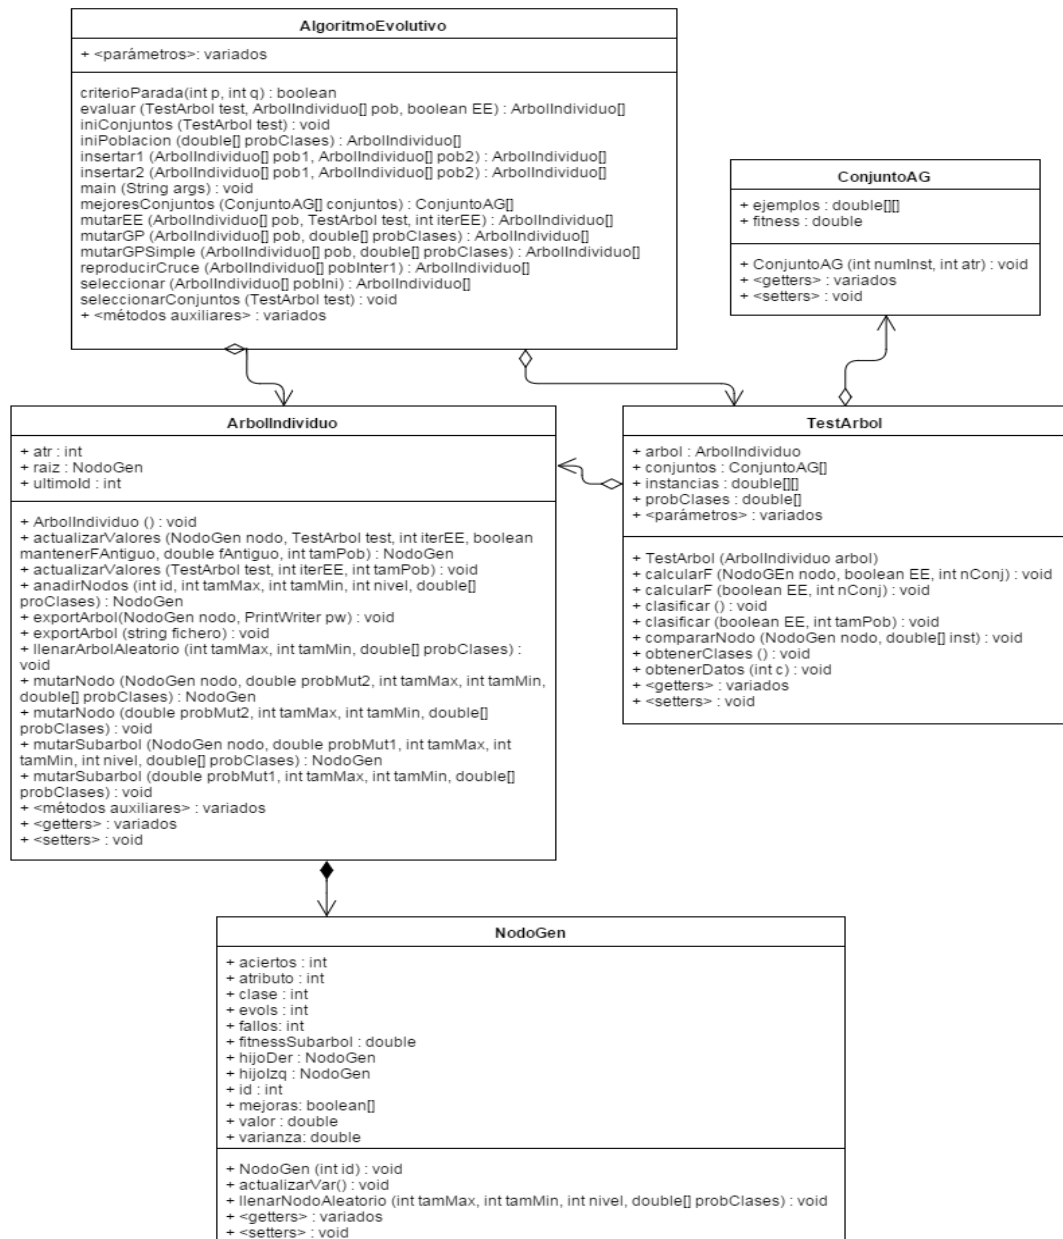 AlgoritmoEvolutivo
+ <parámetros>: variados
criterioParada(int p, int q) : boolean
evaluar (TestArbol test, ArbolIndividuo[] pob, boolean EE) : ArbolIndividuo[]
iniConjuntos (TestArbol test) : void
iniPoblacion (double[] probClases) : ArbolIndividuo[]
insertar1 (ArbolIndividuo[] pob1, ArbolIndividuo[] pob2) : ArbolIndividuo[]
insertar2 (ArbolIndividuo[] pob1, ArbolIndividuo[] pob2) : ArbolIndividuo[]
main (String args) : void
mejoresConjuntos (ConjuntoAG[] conjuntos) : ConjuntoAG[]
mutarEE (ArbolIndividuo[] pob, TestArbol test, int iterEE) : ArbolIndividuo[]
mutarGP (ArbolIndividuo[] pob, double[] probClases) : ArbolIndividuo[]
mutarGPSimple (ArbolIndividuo[] pob, double[] probClases) : ArbolIndividuo[]
reproducirCruce (ArbolIndividuo[] pobInter1) : ArbolIndividuo[]
seleccionar (ArbolIndividuo[] pobIni) : ArbolIndividuo[]
seleccionarConjuntos (TestArbol test) : void
+ <métodos auxiliares> : variados
ConjuntoAG
+ ejemplos : double[][]
+ fitness : double
+ ConjuntoAG (int numInst, int atr) : void
+ <getters> : variados
+ <setters> : void
ArbolIndividuo
+ atr : int
+ raiz : NodoGen
+ ultimoId : int
+ ArbolIndividuo () : void
+ actualizarValores (NodoGen nodo, TestArbol test, int iterEE, boolean
mantenerFAntiguo, double fAntiguo, int tamPob) : NodoGen
+ actualizarValores (TestArbol test, int iterEE, int tamPob) : void
+ anadirNodos (int id, int tamMax, int tamMin, int nivel, double[]
proClases) : NodoGen
+ exportArbol(NodoGen nodo, PrintWriter pw) : void
+ exportArbol (string fichero) : void
+ llenarArbolAleatorio (int tamMax, int tamMin, double[] probClases) :
void
+ mutarNodo (NodoGen nodo, double probMut2, int tamMax, int tamMin,
double[] probClases) : NodoGen
+ mutarNodo (double probMut2, int tamMax, int tamMin, double[]
probClases) : void
+ mutarSubarbol (NodoGen nodo, double probMut1, int tamMax, int
tamMin, int nivel, double[] probClases) : NodoGen
+ mutarSubarbol (double probMut1, int tamMax, int tamMin, double[]
probClases) : void
+ <métodos auxiliares> : variados
+ <getters> : variados
+ <setters> : void
TestArbol
+ arbol : ArbolIndividuo
+ conjuntos : ConjuntoAG[]
+ instancias : double[][]
+ probClases : double[]
+ <parámetros> : variados
+ TestArbol (ArbolIndividuo arbol)
+ calcularF (NodoGEn nodo, boolean EE, int nConj) : void
+ calcularF (boolean EE, int nConj) : void
+ clasificar () : void
+ clasificar (boolean EE, int tamPob) : void
+ compararNodo (NodoGen nodo, double[] inst) : void
+ obtenerClases () : void
+ obtenerDatos (int c) : void
+ <getters> : variados
+ <setters> : void
NodoGen
+ aciertos : int
+ atributo : int
+ clase : int
+ evols : int
+ fallos: int
+ fitnessSubarbol : double
+ hijoDer : NodoGen
+ hijoIzq : NodoGen
+ id : int
+ mejoras: boolean[]
+ valor : double
+ varianza: double
+ NodoGen (int id) : void
+ actualizarVar() : void
+ llenarNodoAleatorio (int tamMax, int tamMin, int nivel, double[] probClases) : void
+ <getters> : variados
+ <setters> : void